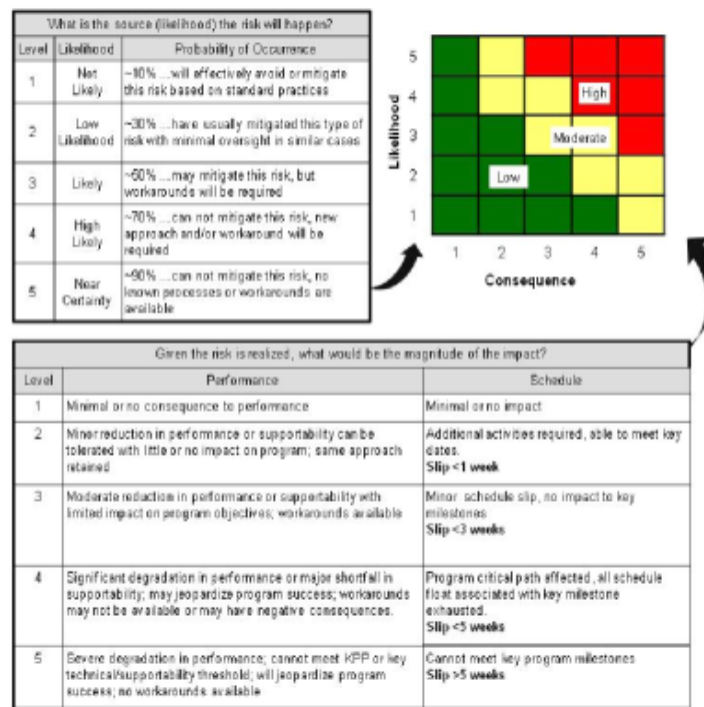 What is the source (likelihood) the risk will happen?
Level Likelihood Probability of Occurrence
1 Not Likely ~10% ...will effectively avoid or mitigate
this risk based on standard practices
2 Low Likelihood ~30% ...have usually mitigated this type of
risk with minimal oversight in similar cases
3 Likely ~50% ...may mitigate this risk, but
workarounds will be required
4 High Likely ~70% ...can not mitigate this risk, new
approach and/or workaround will be
required
5 Near Certainty ~90% ...can not mitigate this risk, no
known processes or workarounds are
available
Likelihood
5
4
3
2
1
High
Moderate
Low
1 2 3 4 5
Consequence
Given the risk is realized, what would be the magnitude of the impact?
Level Performance Schedule
1 Minimal or no consequence to performance Minimal or no impact
2 Minor reduction in performance or supportability can be
tolerated with little or no impact on program; same approach
retained
Additional activities required, able to meet key
dates.
Slip <1 week
3 Moderate reduction in performance or supportability with
limited impact on program objectives; workarounds available
Minor schedule slip, no impact to key
milestones
Slip <3 weeks
4 Significant degradation in performance or major shortfall in
supportability; may jeopardize program success; workarounds
may not be available or may have negative consequences.
Program critical path affected, all schedule
float associated with key milestone
exhausted.
Slip <5 weeks
5 Severe degradation in performance; cannot meet KPP or key
technical/supportability threshold; will jeopardize program
success; no workarounds available
Cannot meet key program milestones
Slip >5 weeks